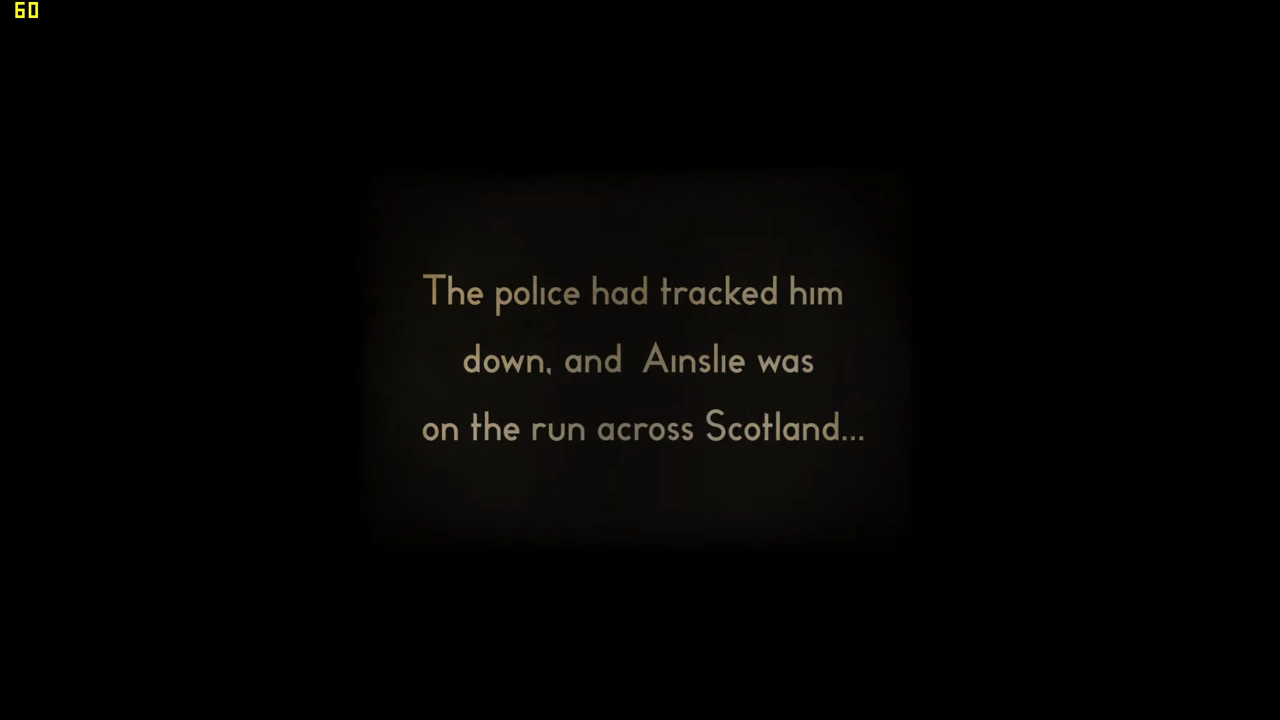 60
The police had tracked him
down, and Ainslie was
on the run across Scotland...